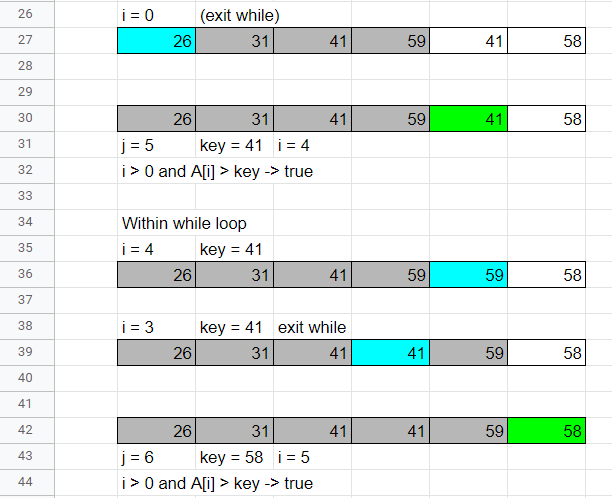 26 i = 0 (exit while)
27 26 31 41 59 41 58
28
29
30 26 31 41 59 41 58
31 j = 5 key = 41 i = 4
32 i > 0 and A[i] > key -> true
33
34 Within while loop
35 i = 4 key = 41
36 26 31 41 59 59 58
37
38 i = 3 key = 41 exit while
39 26 31 41 41 59 58
40
41
42 26 31 41 41 59 58
43 j = 6 key = 58 i = 5
44 i > 0 and A[i] > key -> true